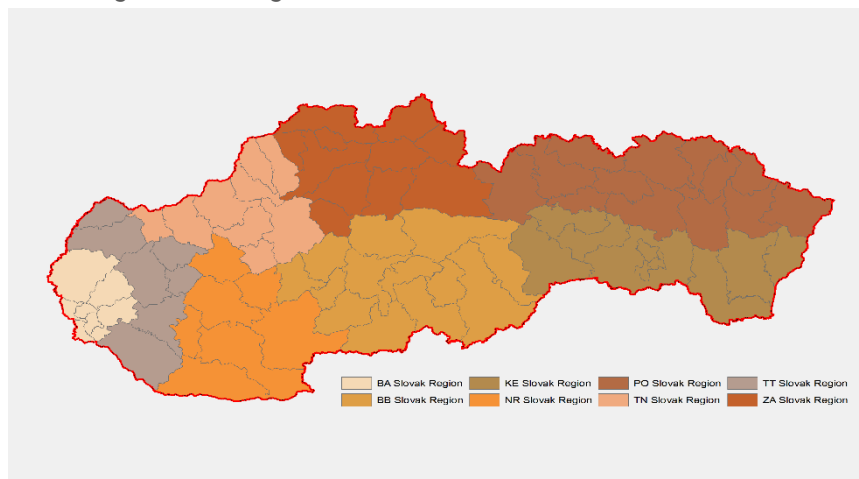 BA Slovak Region KE Slovak Region PO Slovak Region TT Slovak Region
BB Slovak Region NR Slovak Region TN Slovak Region ZA Slovak Region